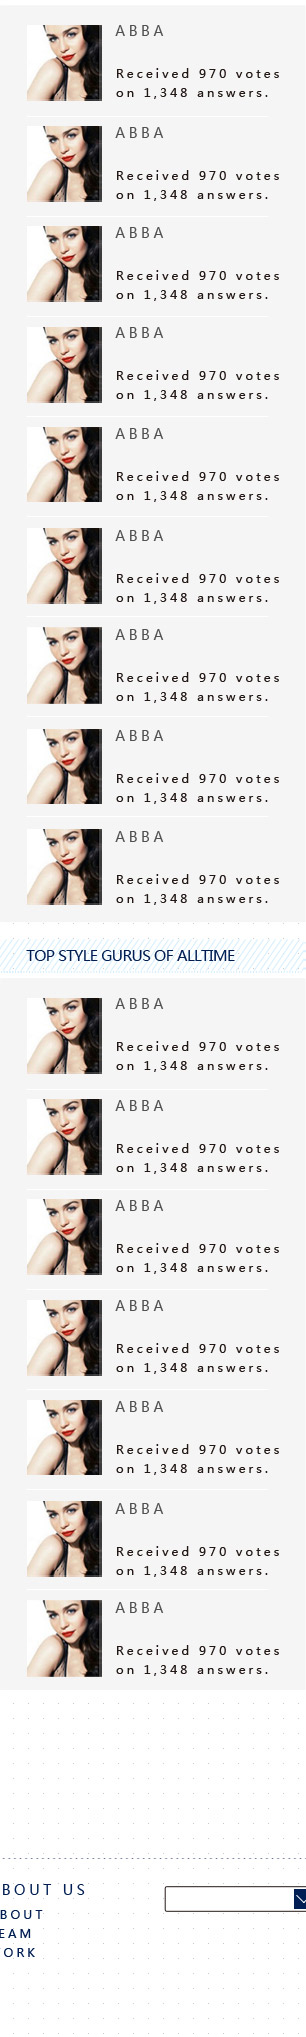 ABBA
Received 970 votes
on 1,348 answers.
ABBA
Received 970 votes
on 1,348 answers.
ABBA
Received 970 votes
on 1,348 answers.
ABBA
Received 970 votes
on 1,348 answers.
ABBA
Received 970 votes
on 1,348 answers.
ABBA
Received 970 votes
on 1,348 answers.
ABBA
Received 970 votes
on 1,348 answers.
ABBA
Received 970 votes
on 1,348 answers.
ABBA
Received 970 votes
on 1,348 answers.
TOP STYLE GURUS OF ALLTIME
ABBA
Received 970 votes
on 1,348 answers.
ABBA
Received 970 votes
on 1,348 answers.
ABBA
Received 970 votes
on 1,348 answers.
ABBA
Received 970 votes
on 1,348 answers.
ABBA
Received 970 votes
on 1,348 answers.
ABBA
Received 970 votes
on 1,348 answers.
ABBA
Received 970 votes
on 1,348 answers.
BOUT US
BOUT
EAM
ORK